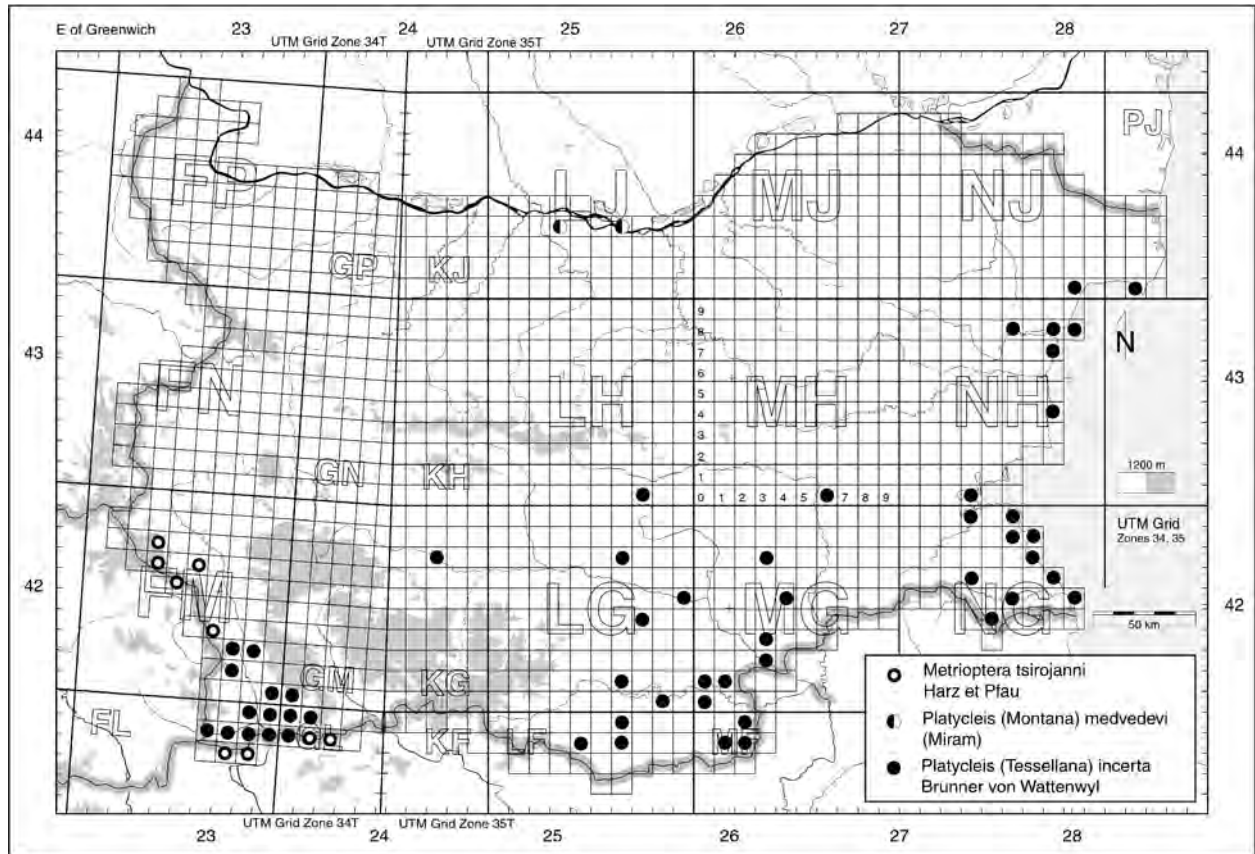 E of Greenwich
23
UTM Grid Zone 34T
24
UTM Grid Zone 35T
25
26
27
28
44
44
PJ
FP
LJ
MJ
NJ
GP
KJ
9
8
7
6
5
4
3
2
1
0 1 2 3 4 5 7 8 9
43
43
N
FN
LH
MH
NH
GN
KH
1200 m
UTM Grid
Zones 34, 35
42
42
FM
LG
MG
NG
50 km
GM
KG
FL
GL
KF
LF
MF
Metrioptera tsirojanni
Harz et Pfau
Platycleis (Montana) medvedevi
(Miram)
Platycleis (Tessellana) incerta
Brunner von Wattenwyl
23
UTM Grid Zone 34T
24
UTM Grid Zone 35T
25
26
27
28